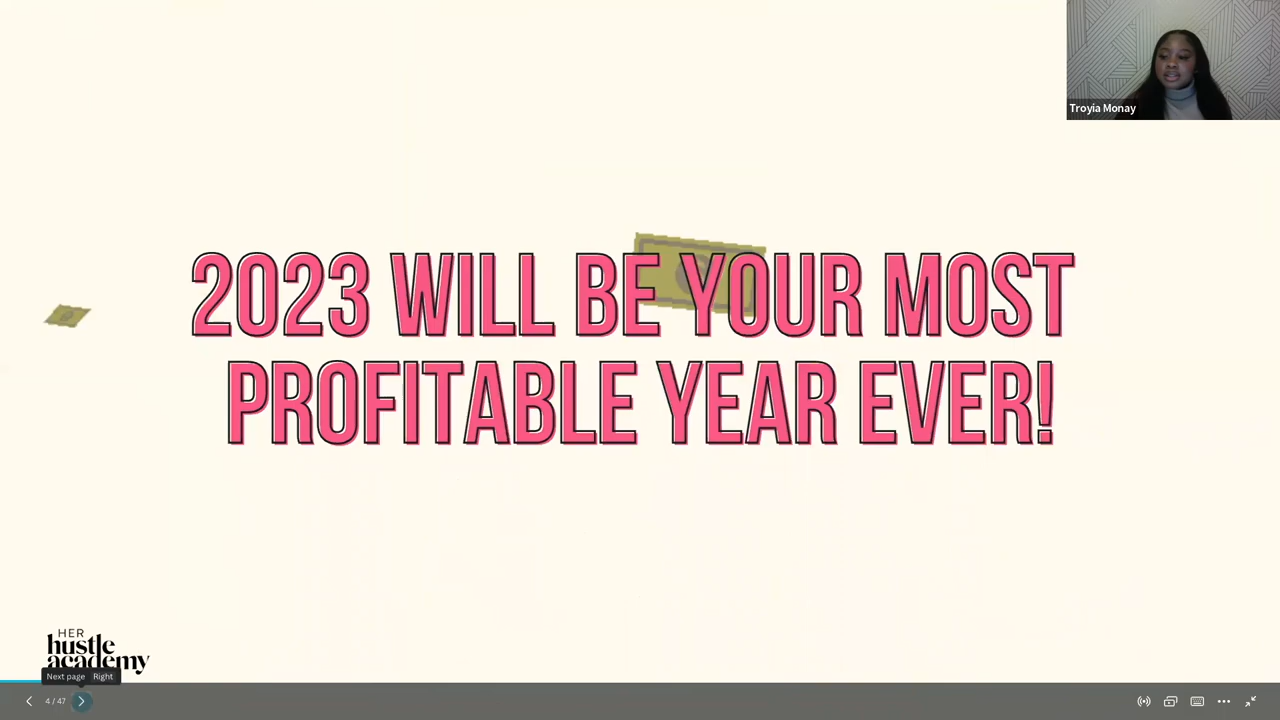 Troyia Monay
2023 WILL BE YOUR MOST
PROFITABLE YEAR EVER!
HER
hustle
academy
Next page Right
4 / 47